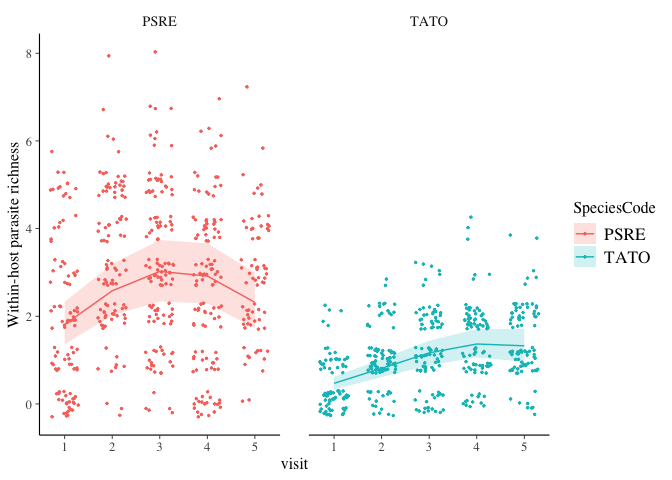 PSRE
TATO
8
6
4
2
0
Within-host parasite richness
1 2 3 4 5
1 2 3 4 5
visit
SpeciesCode
PSRE
TATO